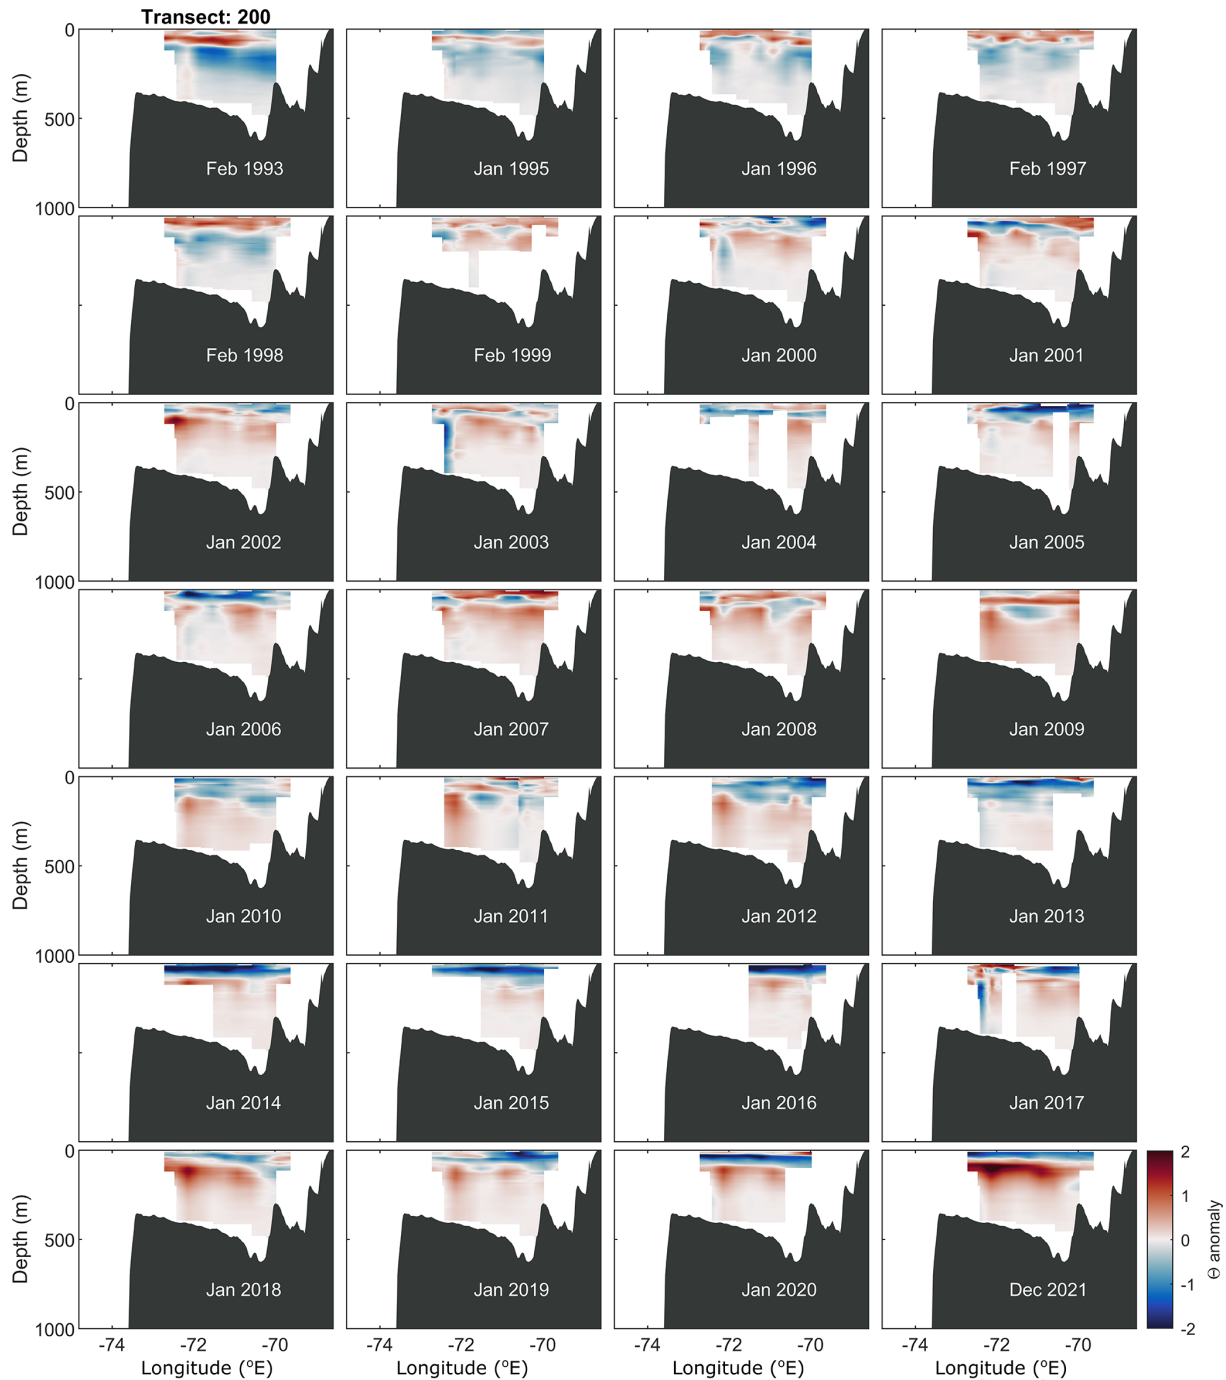 Transect: 200
0
500
1000
Depth (m)
Feb 1993
Jan 1995
Jan 1996
Feb 1997
Feb 1998
Feb 1999
Jan 2000
Jan 2001
0
500
1000
Depth (m)
Jan 2002
Jan 2003
Jan 2004
Jan 2005
Jan 2006
Jan 2007
Jan 2008
Jan 2009
0
500
1000
Depth (m)
Jan 2010
Jan 2011
Jan 2012
Jan 2013
Jan 2014
Jan 2015
Jan 2016
Jan 2017
0
500
1000
Depth (m)
Jan 2018
Jan 2019
Jan 2020
Dec 2021
2
1
0
-1
-2
Θ anomaly
-74 -72 -70
-74 -72 -70
-74 -72 -70
-74 -72 -70
Longitude (ºE)
Longitude (ºE)
Longitude (ºE)
Longitude (ºE)